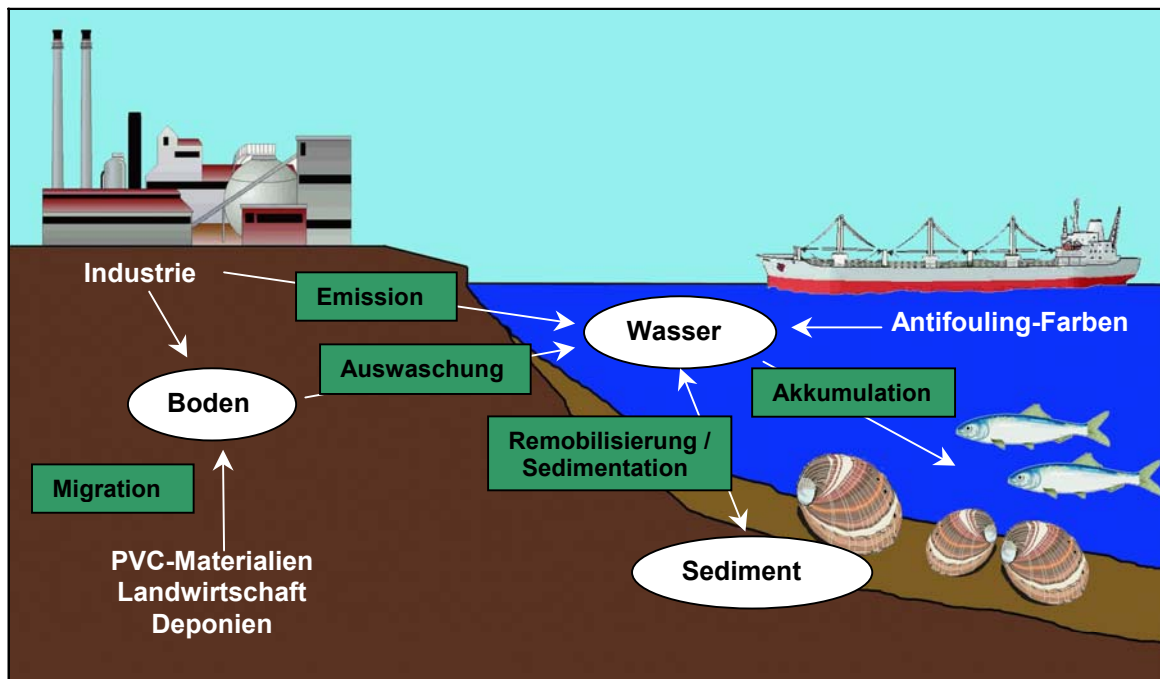 Industrie
Emission
Wasser
Antifouling-Farben
Auswaschung
Boden
Akkumulation
Remobilisierung /
Sedimentation
Migration
PVC-Materialien
Landwirtschaft
Deponien
Sediment